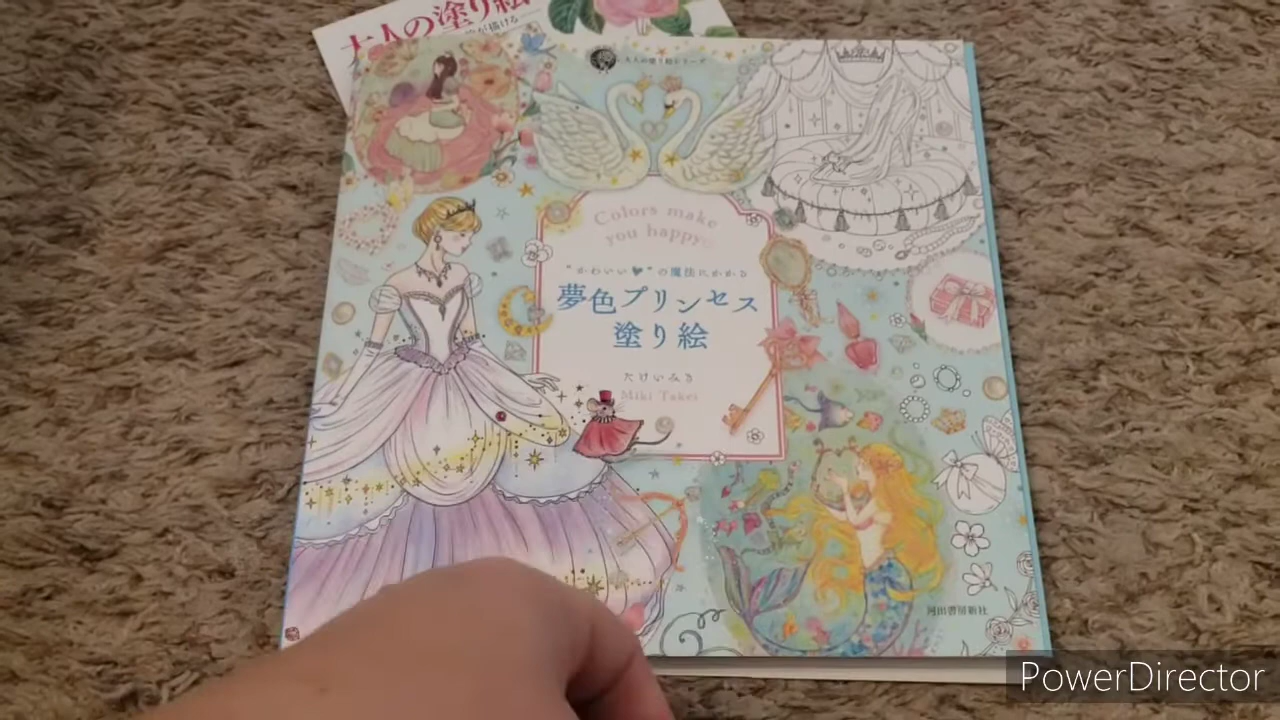 大人の塗り絵
が描ける
大人の塗り絵シリーズ
Colors make
you happy
"かわいい♥"の魔法にかかる
夢色プリンセス
塗り絵
たけいみき
Miki Takei
河出書房新社
PowerDirector